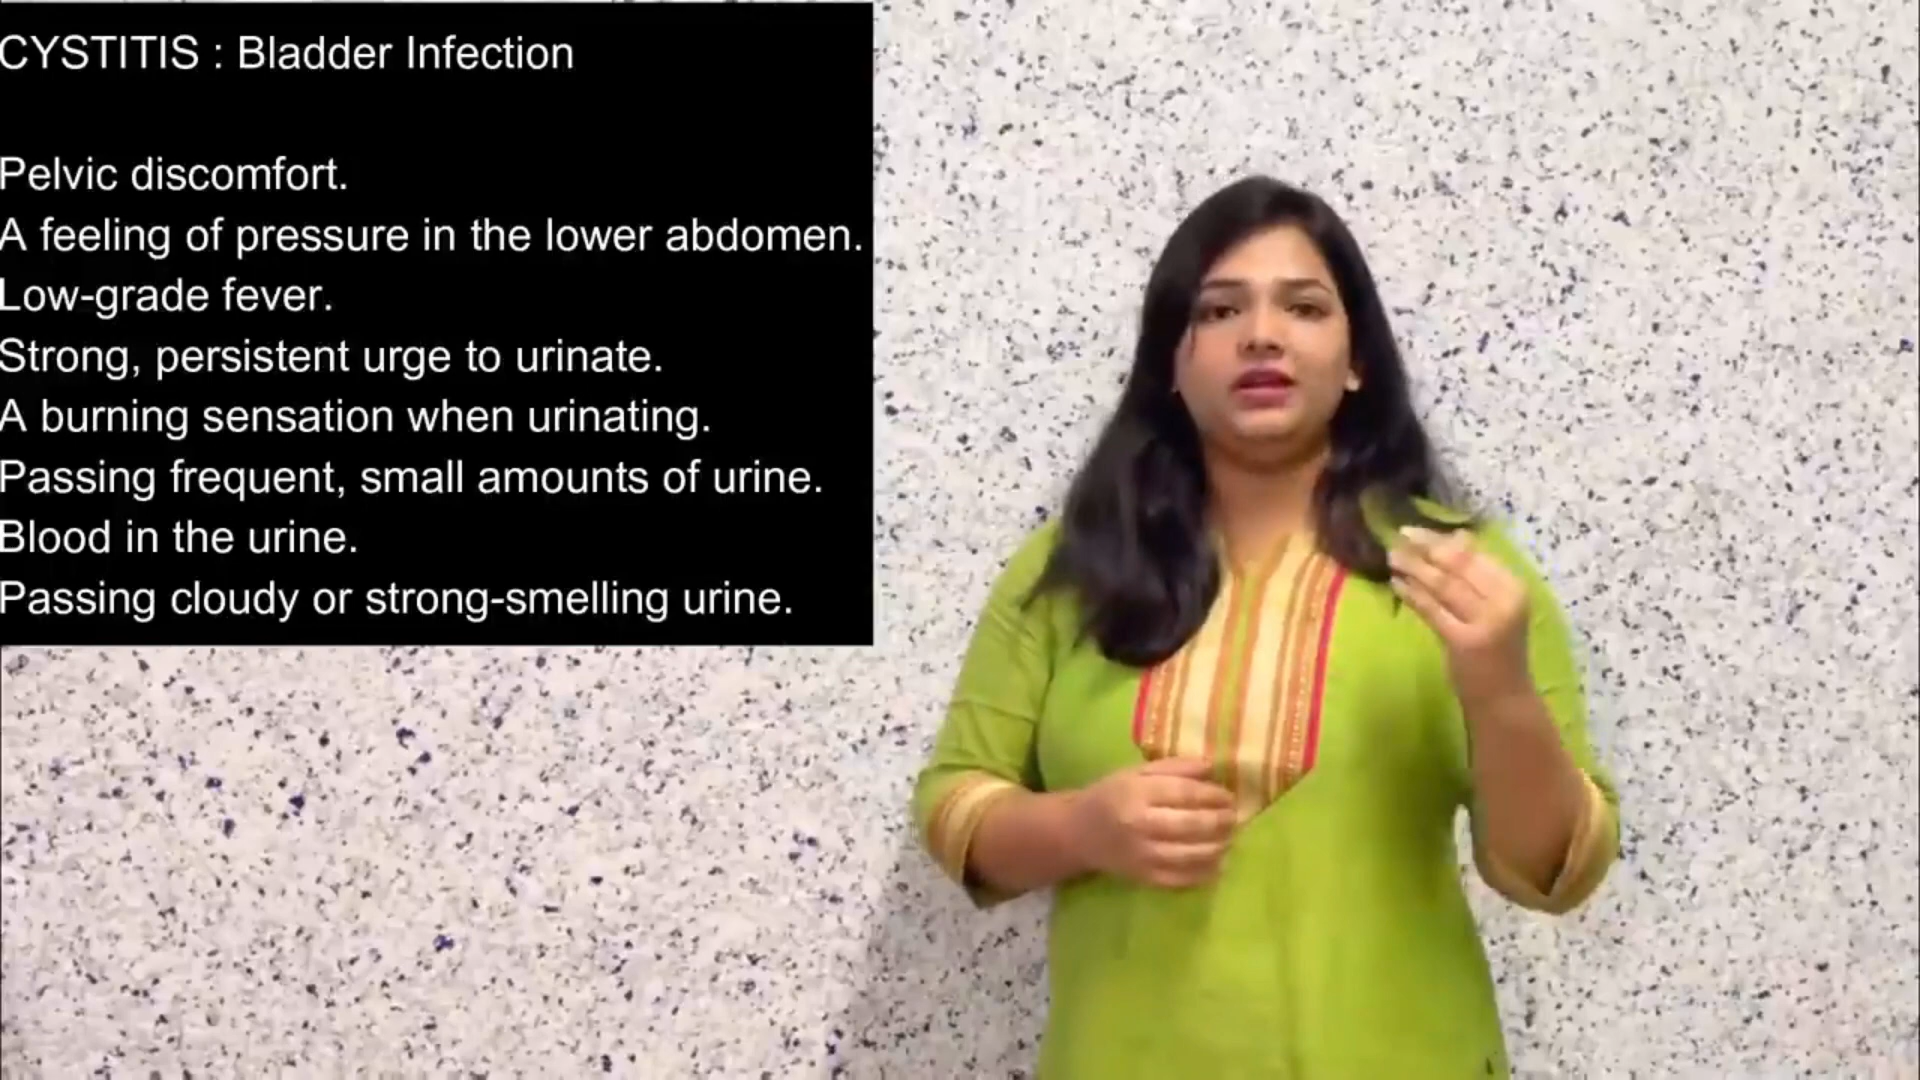 CYSTITIS : Bladder Infection
Pelvic discomfort.
A feeling of pressure in the lower abdomen.
Low-grade fever.
Strong, persistent urge to urinate.
A burning sensation when urinating.
Passing frequent, small amounts of urine.
Blood in the urine.
Passing cloudy or strong-smelling urine.